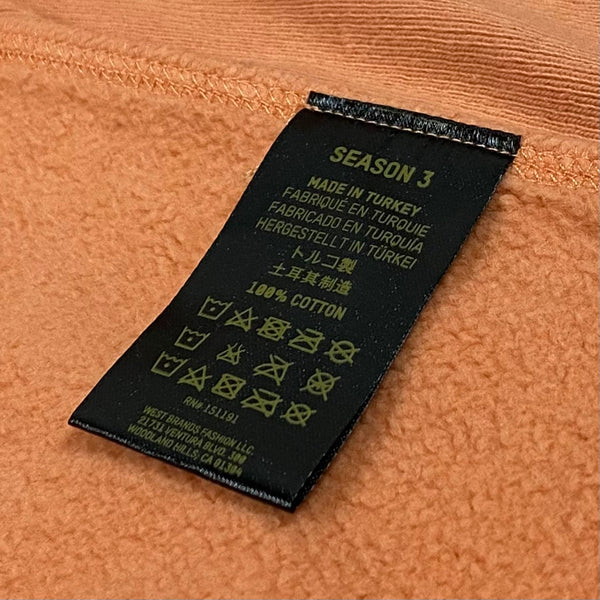 SEASON 3
MADE IN TURKEY
FABRIQUÉ EN TURQUIE
FABRICADO EN TURQUÍA
HERGESTELLT IN TÜRKEI
トルコ製
土耳其制造
100% COTTON
RN# 151191
WEST BRANDS FASHION LLC.
21731 VENTURA BLVD. 300
WOODLAND HILLS, CA 01364